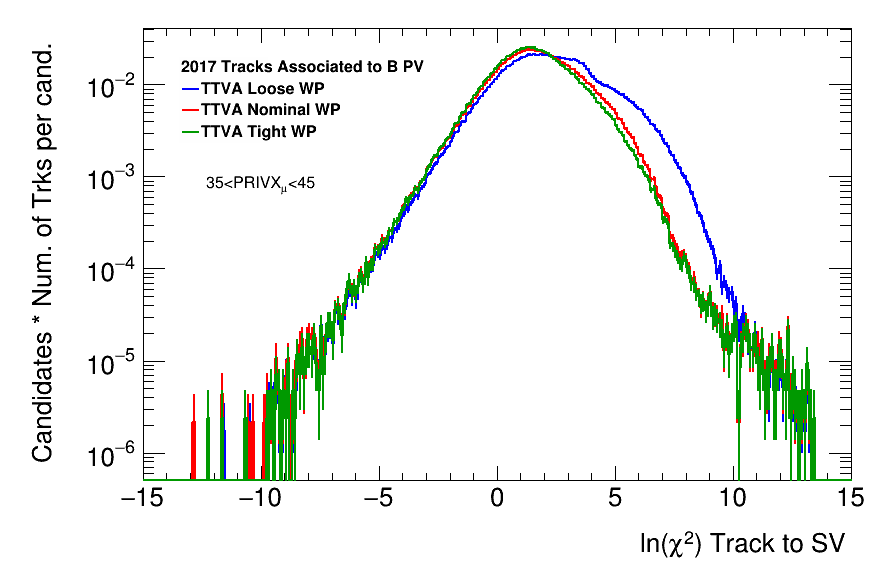 Candidates * Num. of Trks per cand.
2017 Tracks Associated to B PV
TTVA Loose WP
TTVA Nominal WP
TTVA Tight WP
35<PRIVX_μ<45
10⁻²
10⁻³
10⁻⁴
10⁻⁵
10⁻⁶
−15 −10 −5 0 5 10 15
ln(χ²) Track to SV